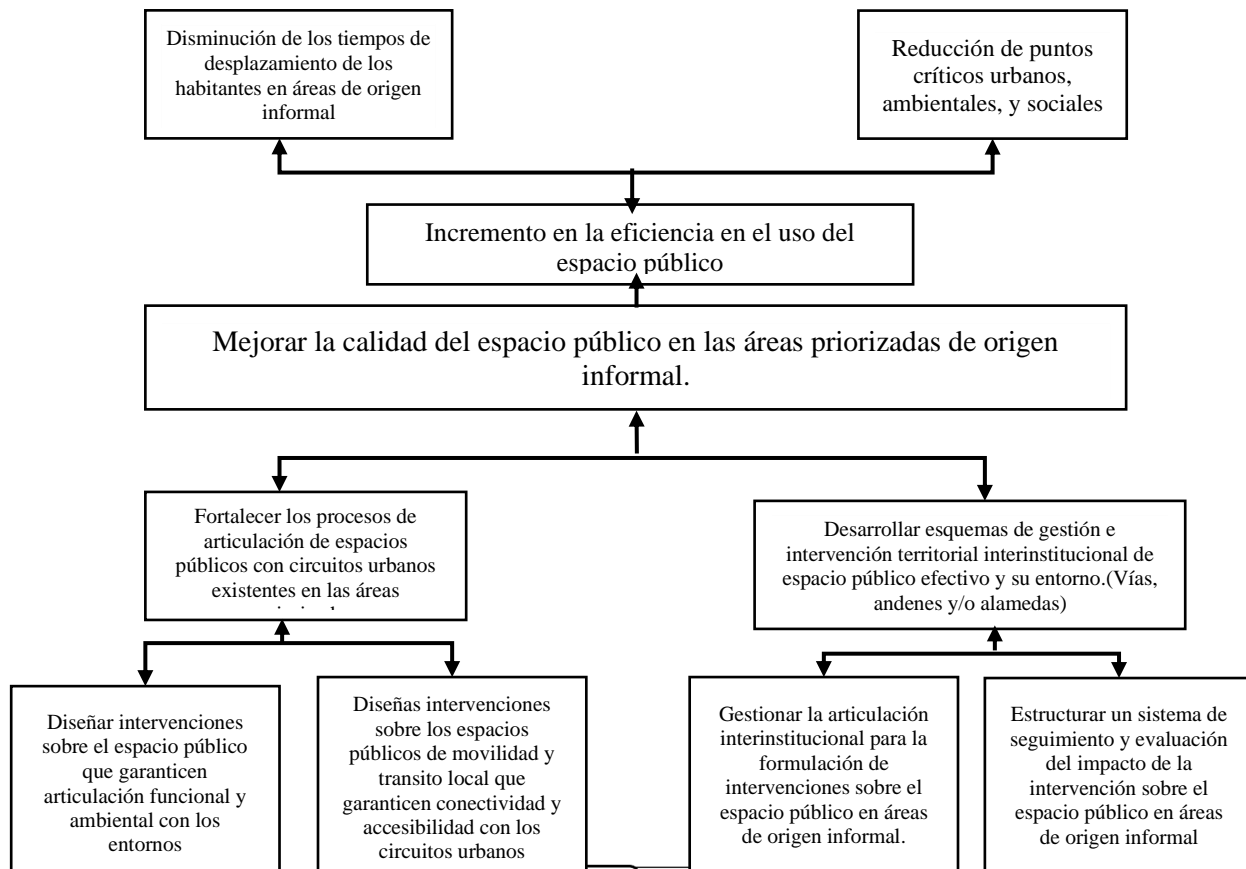 Disminución de los tiempos de
desplazamiento de los
habitantes en áreas de origen
informal
Reducción de puntos
críticos urbanos,
ambientales, y sociales
Incremento en la eficiencia en el uso del
espacio público
Mejorar la calidad del espacio público en las áreas priorizadas de origen
informal.
Fortalecer los procesos de
articulación de espacios
públicos con circuitos urbanos
existentes en las áreas
Desarrollar esquemas de gestión e
intervención territorial interinstitucional de
espacio público efectivo y su entorno.(Vías,
andenes y/o alamedas)
Diseñar intervenciones
sobre el espacio público
que garanticen
articulación funcional y
ambiental con los
entornos
Diseñas intervenciones
sobre los espacios
públicos de movilidad y
transito local que
garanticen conectividad y
accesibilidad con los
circuitos urbanos
Gestionar la articulación
interinstitucional para la
formulación de
intervenciones sobre el
espacio público en áreas
de origen informal.
Estructurar un sistema de
seguimiento y evaluación
del impacto de la
intervención sobre el
espacio público en áreas
de origen informal